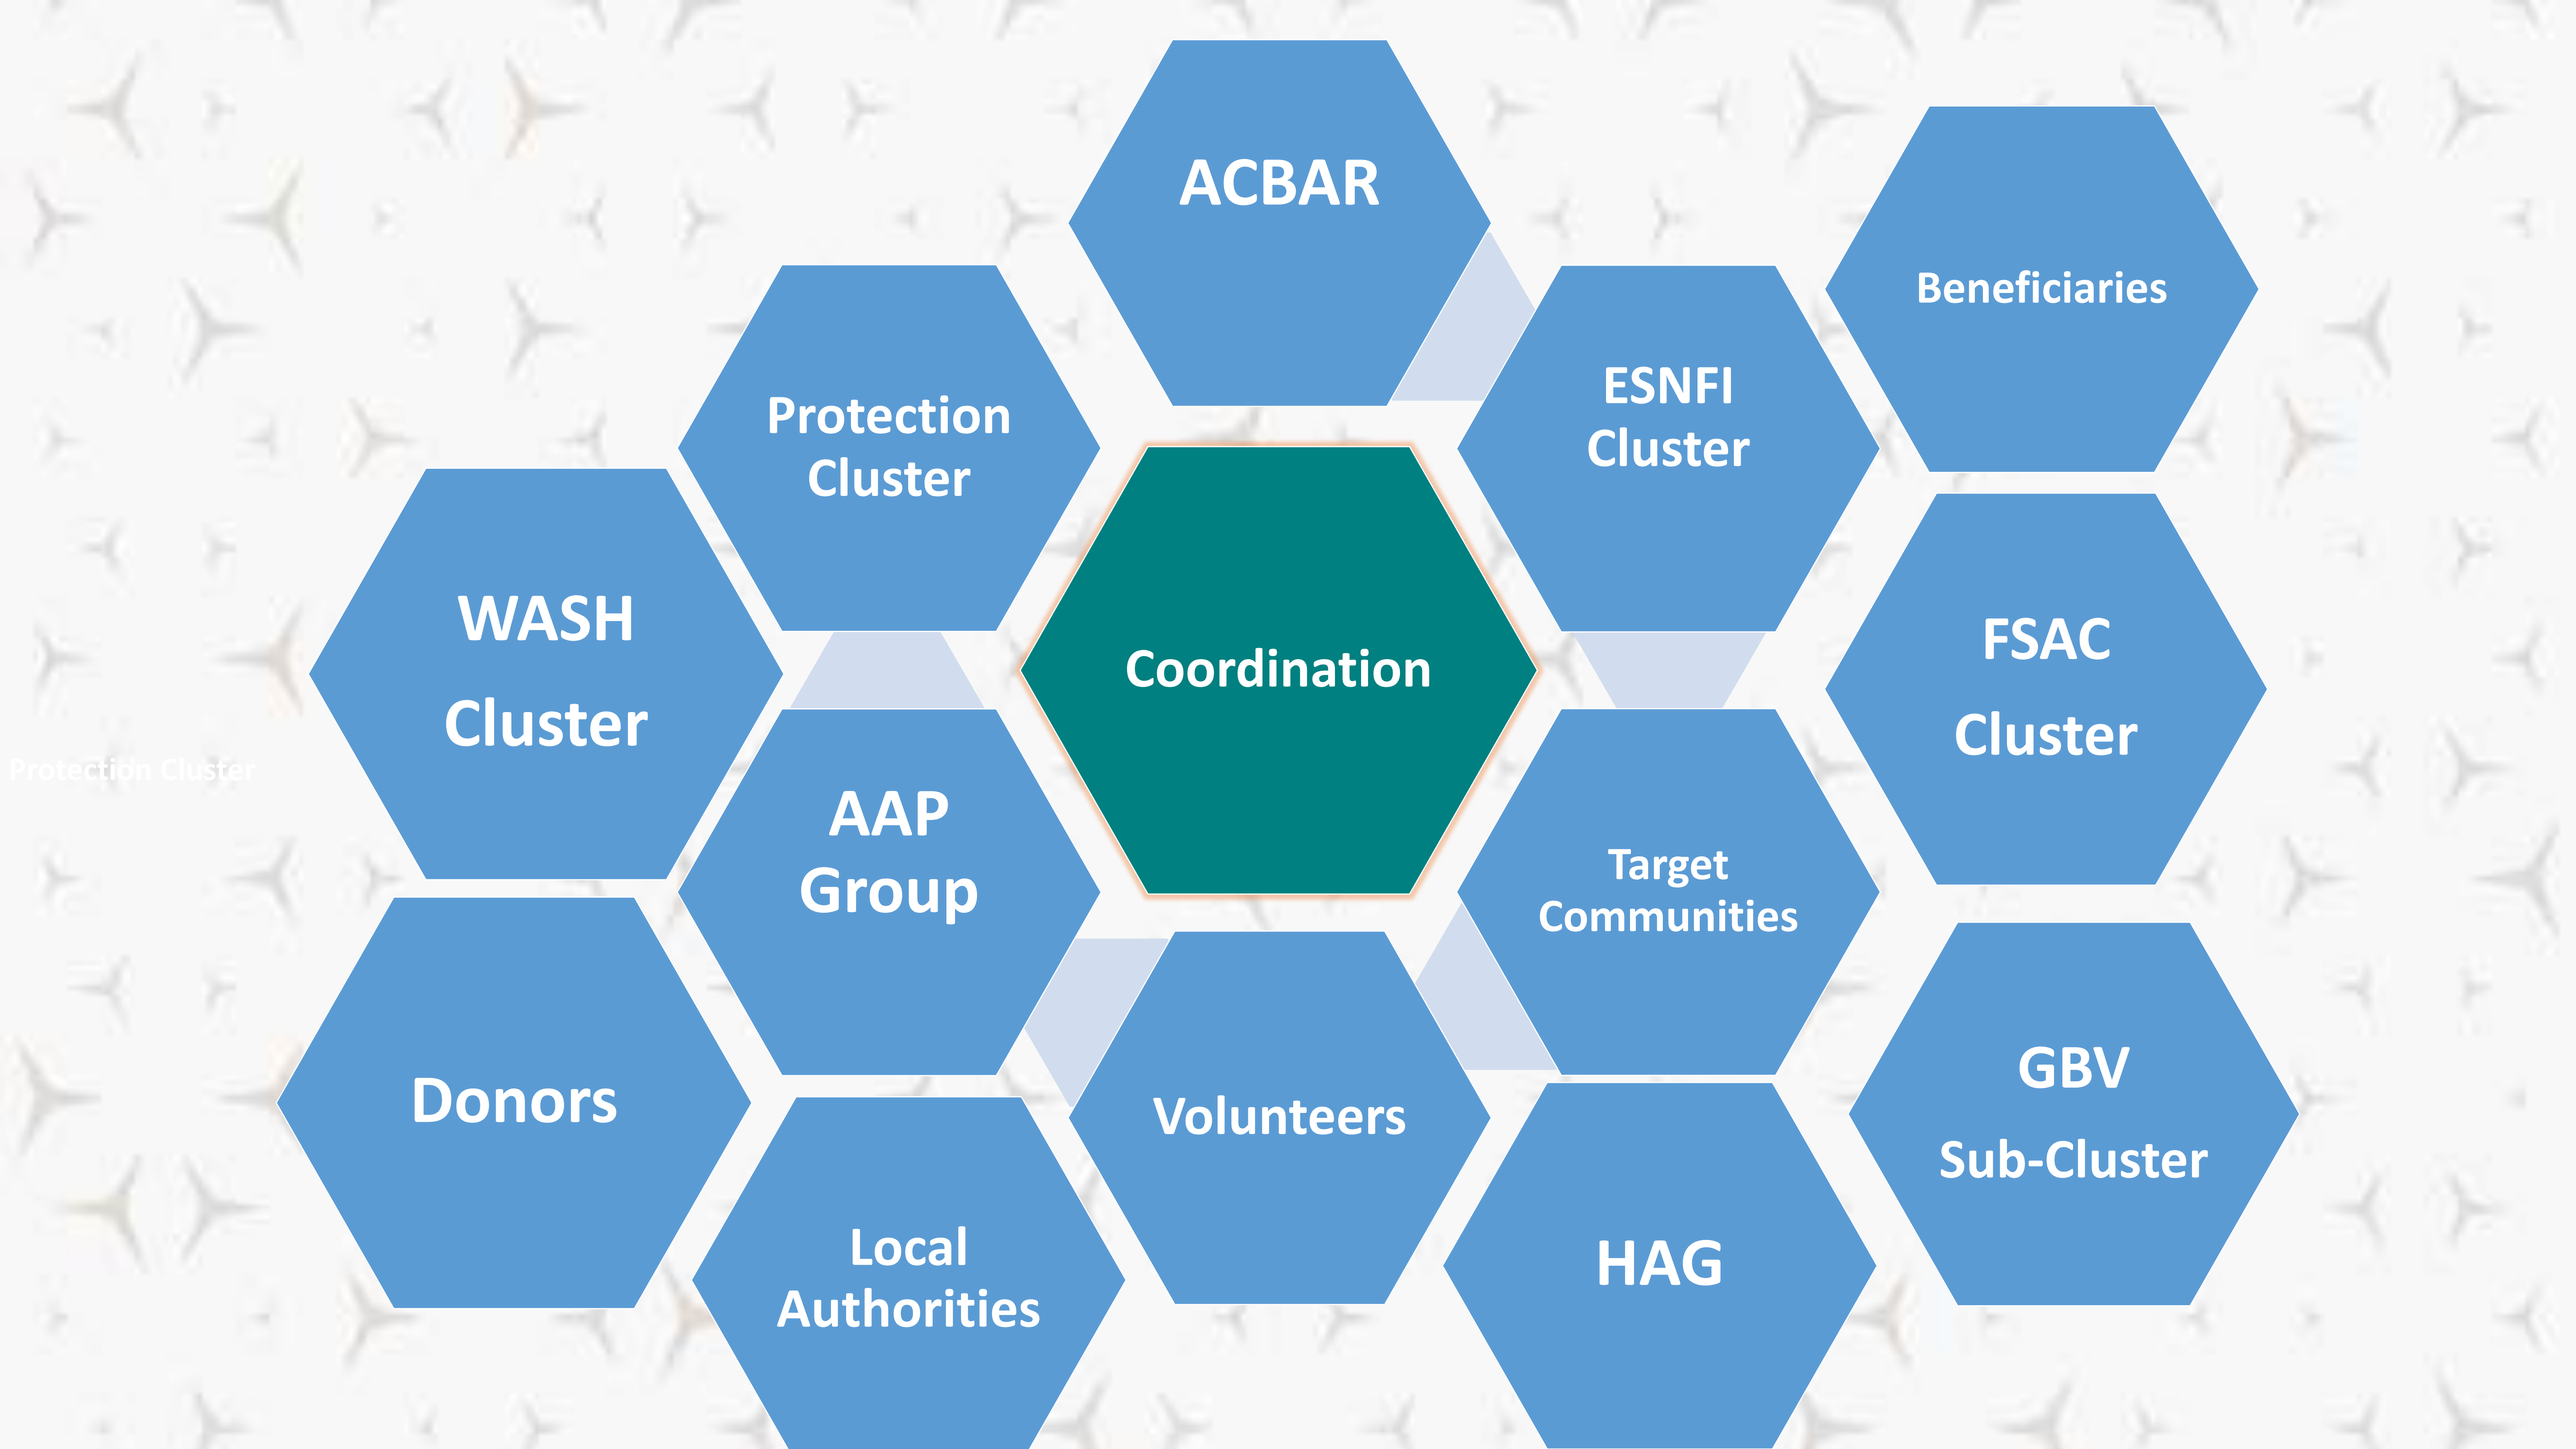 ACBAR
Beneficiaries
Protection
Cluster
ESNFI
Cluster
WASH
Cluster
Coordination
FSAC
Cluster
Protection Cluster
AAP
Group
Target
Communities
Donors
Volunteers
GBV
Sub-Cluster
Local
Authorities
HAG